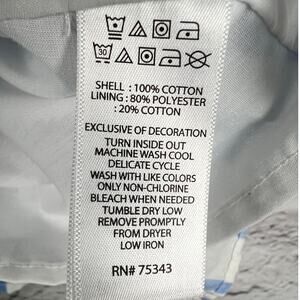 30
SHELL : 100% COTTON
LINING : 80% POLYESTER
: 20% COTTON
EXCLUSIVE OF DECORATION
TURN INSIDE OUT
MACHINE WASH COOL
DELICATE CYCLE
WASH WITH LIKE COLORS
ONLY NON-CHLORINE
BLEACH WHEN NEEDED
TUMBLE DRY LOW
REMOVE PROMPTLY
FROM DRYER
LOW IRON
RN# 75343